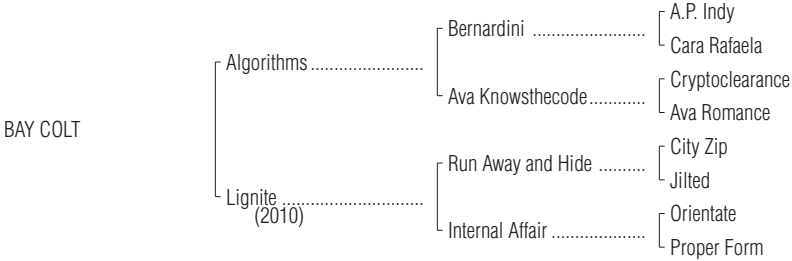 A.P. Indy
Bernardini ........................
Cara Rafaela
Algorithms ........................
Cryptoclearance
Ava Knowsthecode............
Ava Romance
BAY COLT
City Zip
Run Away and Hide ..........
Jilted
Lignite ..............................
(2010)
Orientate
Internal Affair ....................
Proper Form